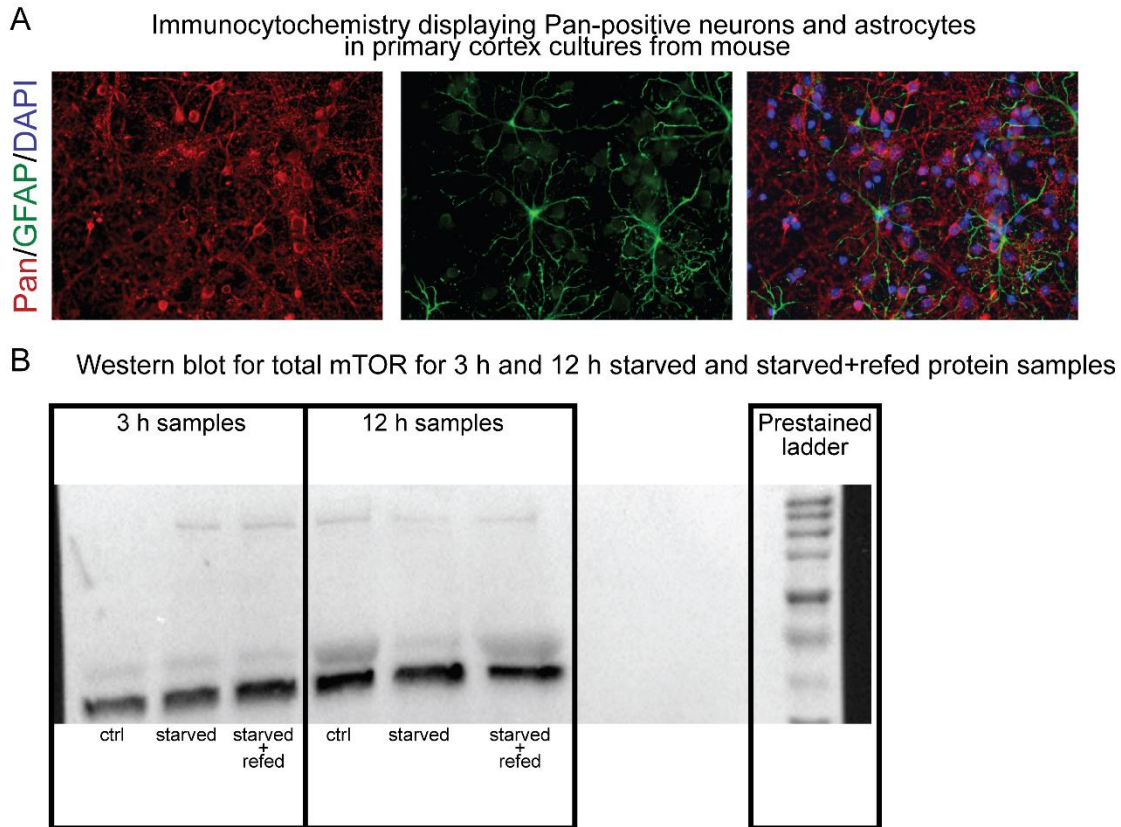 A
Immunocytochemistry displaying Pan-positive neurons and astrocytes
in primary cortex cultures from mouse
Pan/GFAP/DAPI
B
Western blot for total mTOR for 3 h and 12 h starved and starved+refed protein samples
3 h samples
12 h samples
Prestained
ladder
ctrl
starved
starved
+
refed
ctrl
starved
starved
+
refed